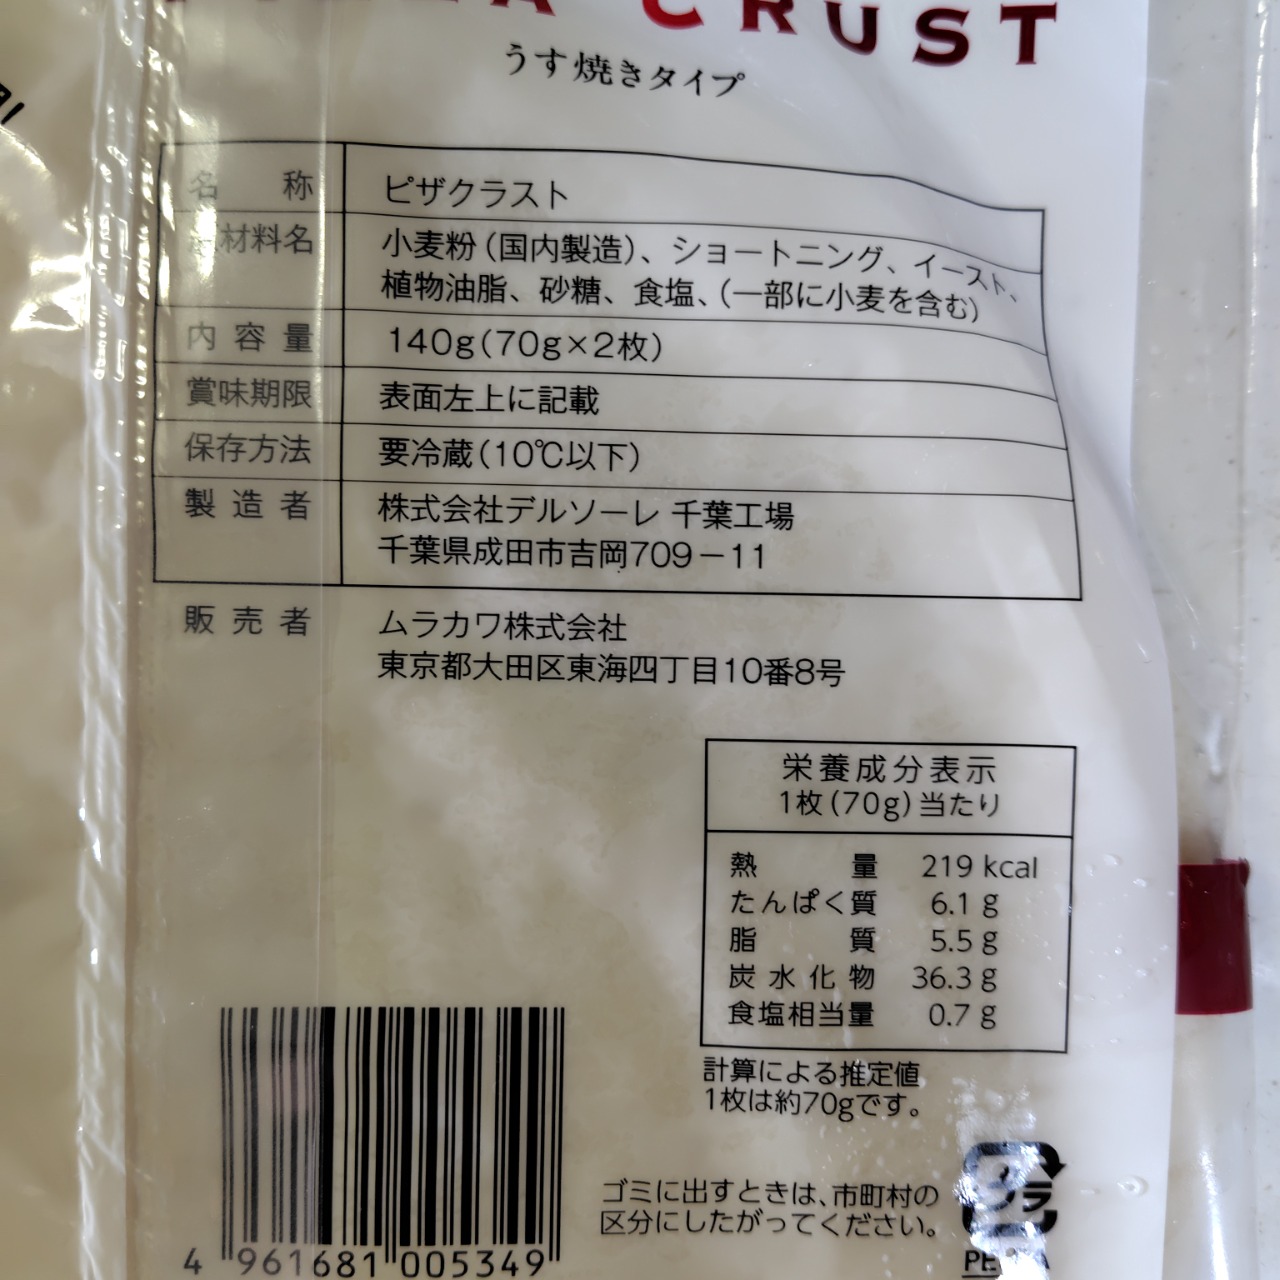 CRUST
うす焼きタイプ
名称 ピザクラスト
材料名 小麦粉(国内製造)、ショートニング、イースト、
植物油脂、砂糖、食塩、(一部に小麦を含む)
内容量 140g(70g×2枚)
賞味期限 表面左上に記載
保存方法 要冷蔵(10℃以下)
製造者 株式会社デルソーレ 千葉工場
千葉県成田市吉岡709-11
販売者 ムラカワ株式会社
東京都大田区東海四丁目10番8号
栄養成分表示
1枚(70g)当たり
熱量 219 kcal
たんぱく質 6.1 g
脂質 5.5 g
炭水化物 36.3 g
食塩相当量 0.7 g
計算による推定値
1枚は約70gです。
ゴミに出すときは、市町村の
区分にしたがってください。
プラ
4 961681 005349